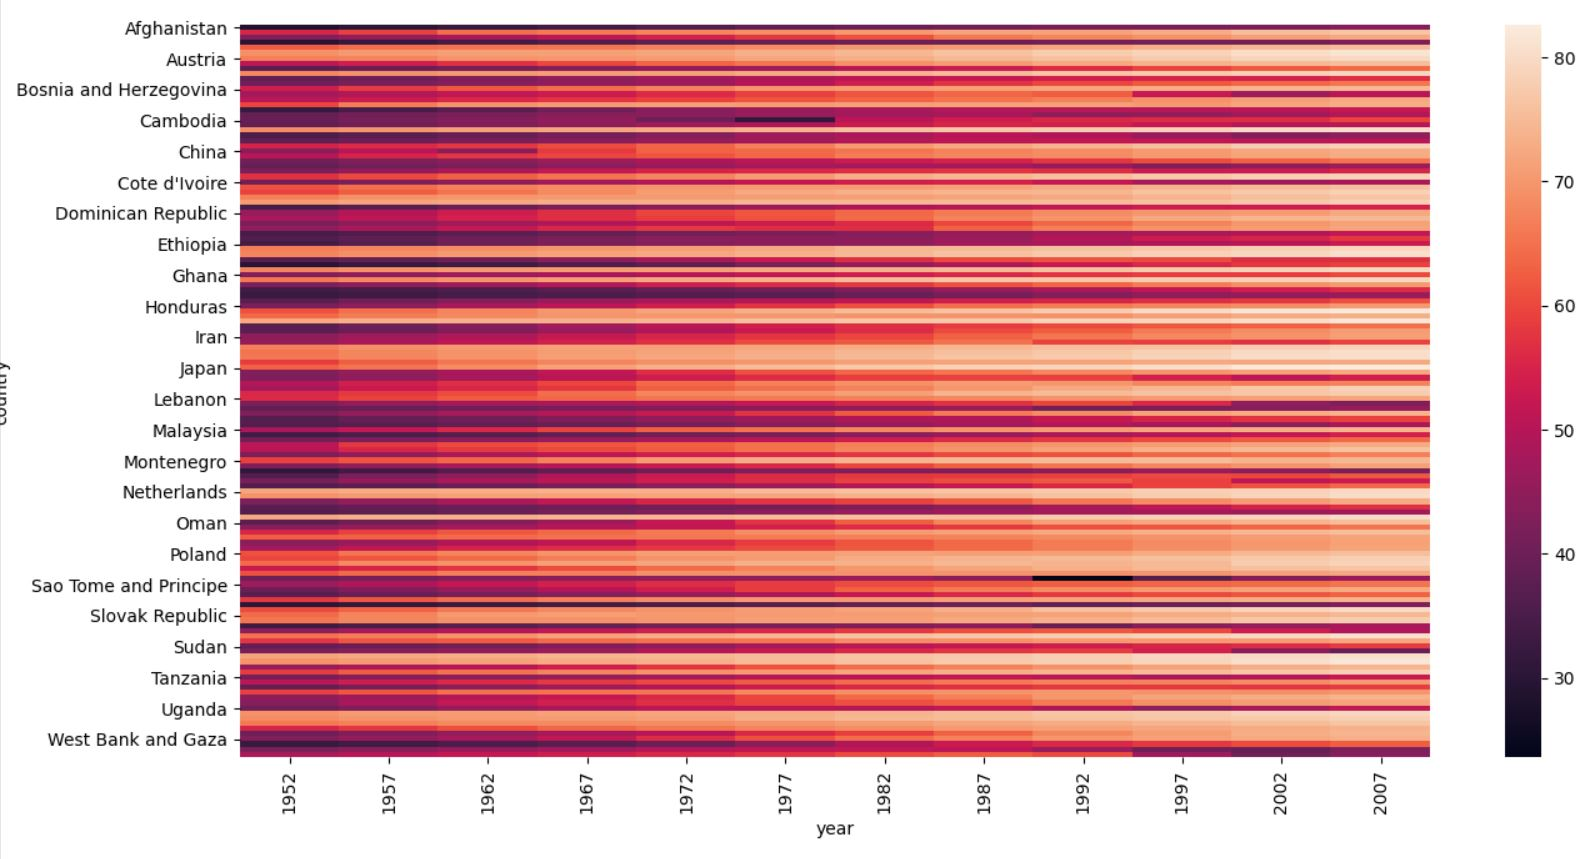 Afghanistan
Austria
Bosnia and Herzegovina
Cambodia
China
Cote d'Ivoire
Dominican Republic
Ethiopia
Ghana
Honduras
Iran
Japan
Lebanon
Malaysia
Montenegro
Netherlands
Oman
Poland
Sao Tome and Principe
Slovak Republic
Sudan
Tanzania
Uganda
West Bank and Gaza
country
1952 1957 1962 1967 1972 1977 1982 1987 1992 1997 2002 2007
year
80
70
60
50
40
30